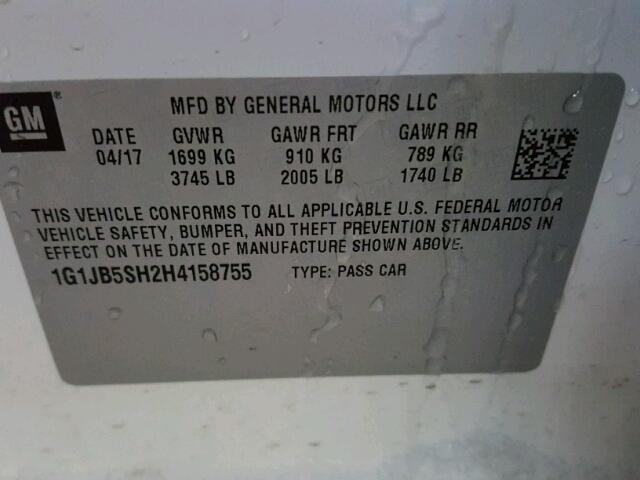 GM® MFD BY GENERAL MOTORS LLC
DATE GVWR GAWR FRT GAWR RR
04/17 1699 KG 910 KG 789 KG
3745 LB 2005 LB 1740 LB
THIS VEHICLE CONFORMS TO ALL APPLICABLE U.S. FEDERAL MOTOR
VEHICLE SAFETY, BUMPER, AND THEFT PREVENTION STANDARDS IN
EFFECT ON THE DATE OF MANUFACTURE SHOWN ABOVE.
1G1JB5SH2H4158755 TYPE: PASS CAR